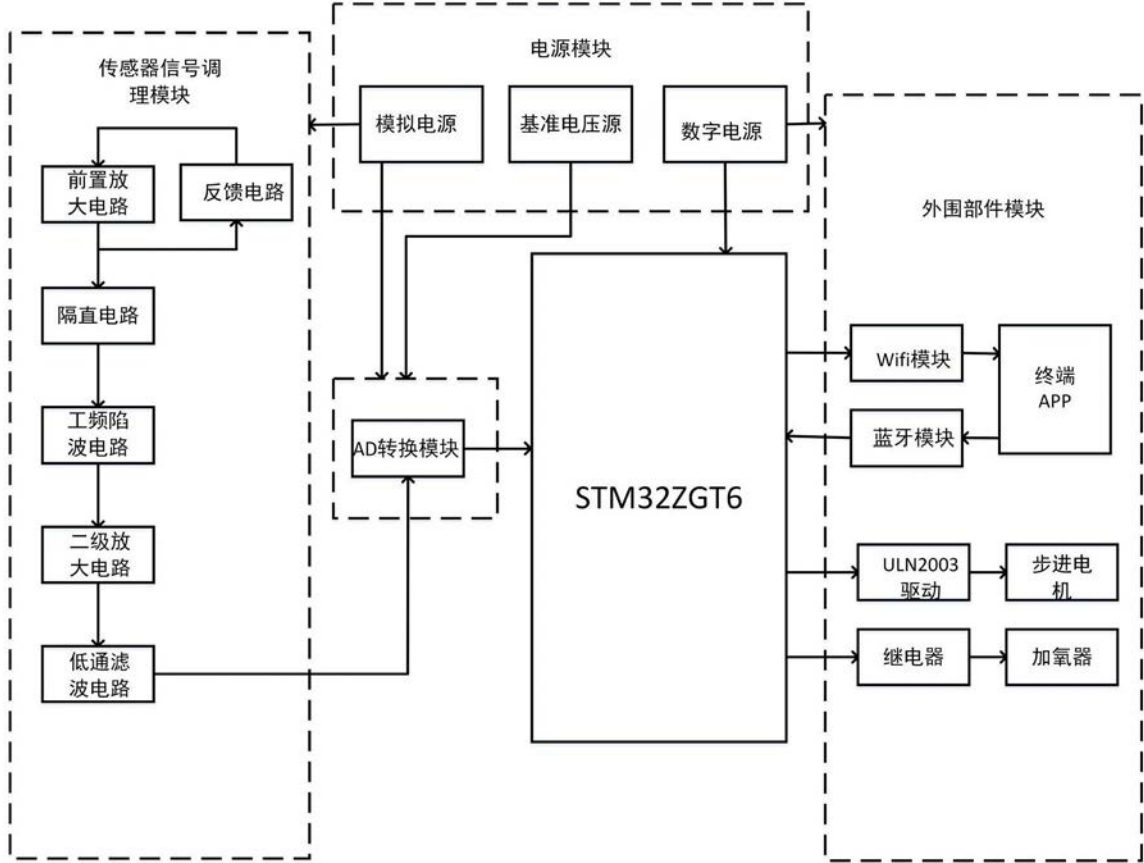 传感器信号调
理模块
前置放
大电路
反馈电路
隔直电路
工频陷
波电路
二级放
大电路
低通滤
波电路
电源模块
模拟电源
基准电压源
数字电源
AD转换模块
STM32ZGT6
外围部件模块
Wifi模块
终端
APP
蓝牙模块
ULN2003
驱动
步进电
机
继电器
加氧器